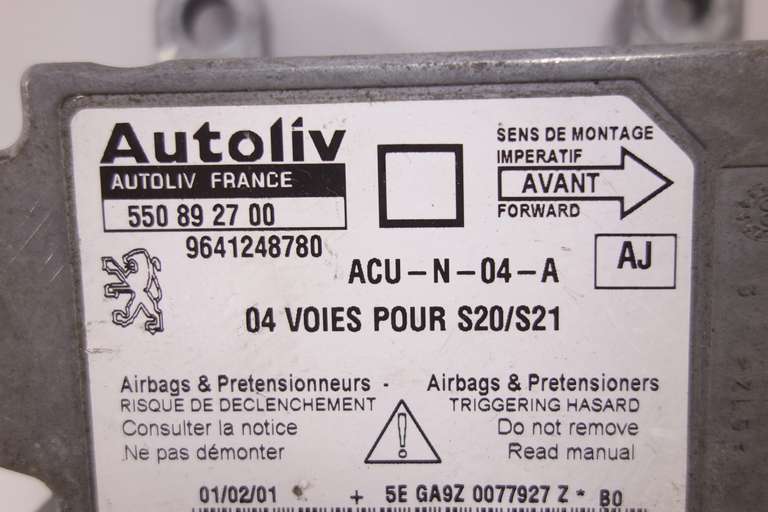 Autoliv
AUTOLIV FRANCE
550 89 27 00
9641248780
SENS DE MONTAGE
IMPERATIF
AVANT
FORWARD
ACU-N-04-A
AJ
04 VOIES POUR S20/S21
Airbags & Pretensionneurs - Airbags & Pretensioners
RISQUE DE DECLENCHEMENT
TRIGGERING HASARD
Consulter la notice
Do not remove
Ne pas démonter
Read manual
01/02/01 + 5E GA9Z 0077927 Z * B0